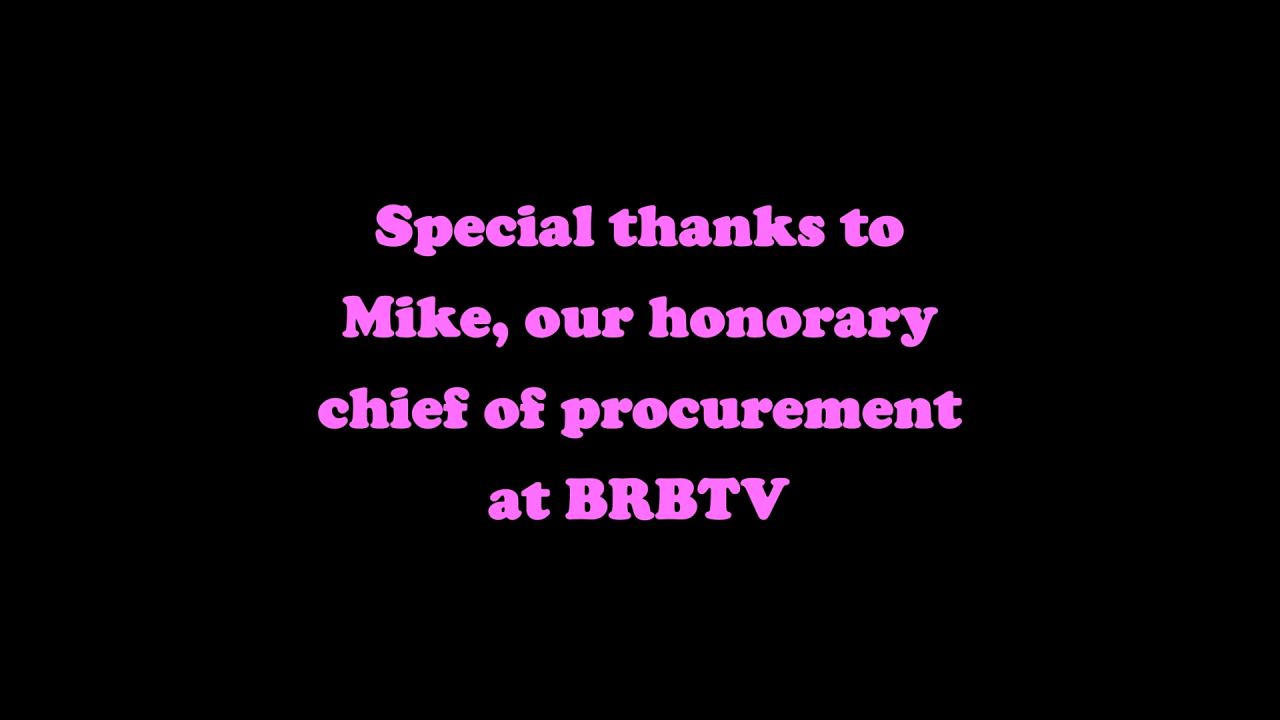 Special thanks to
Mike, our honorary
chief of procurement
at BRBTV